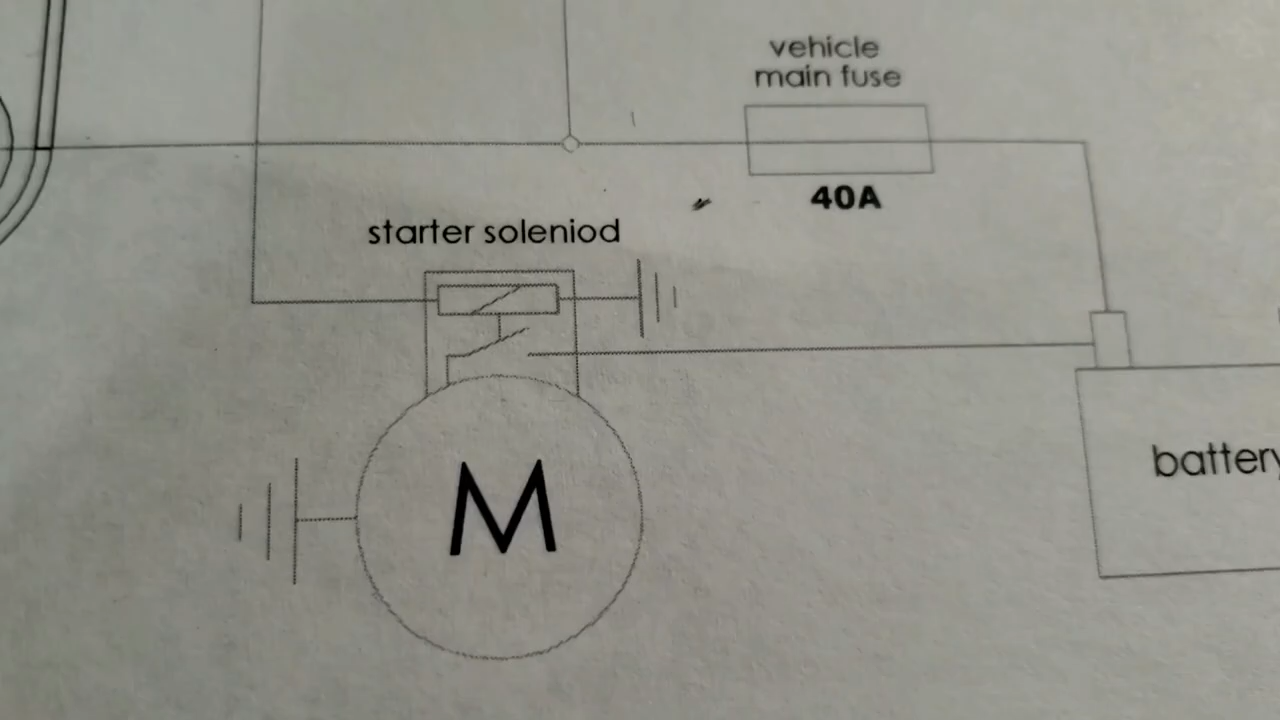 vehicle
main fuse
40A
starter soleniod
M
battery